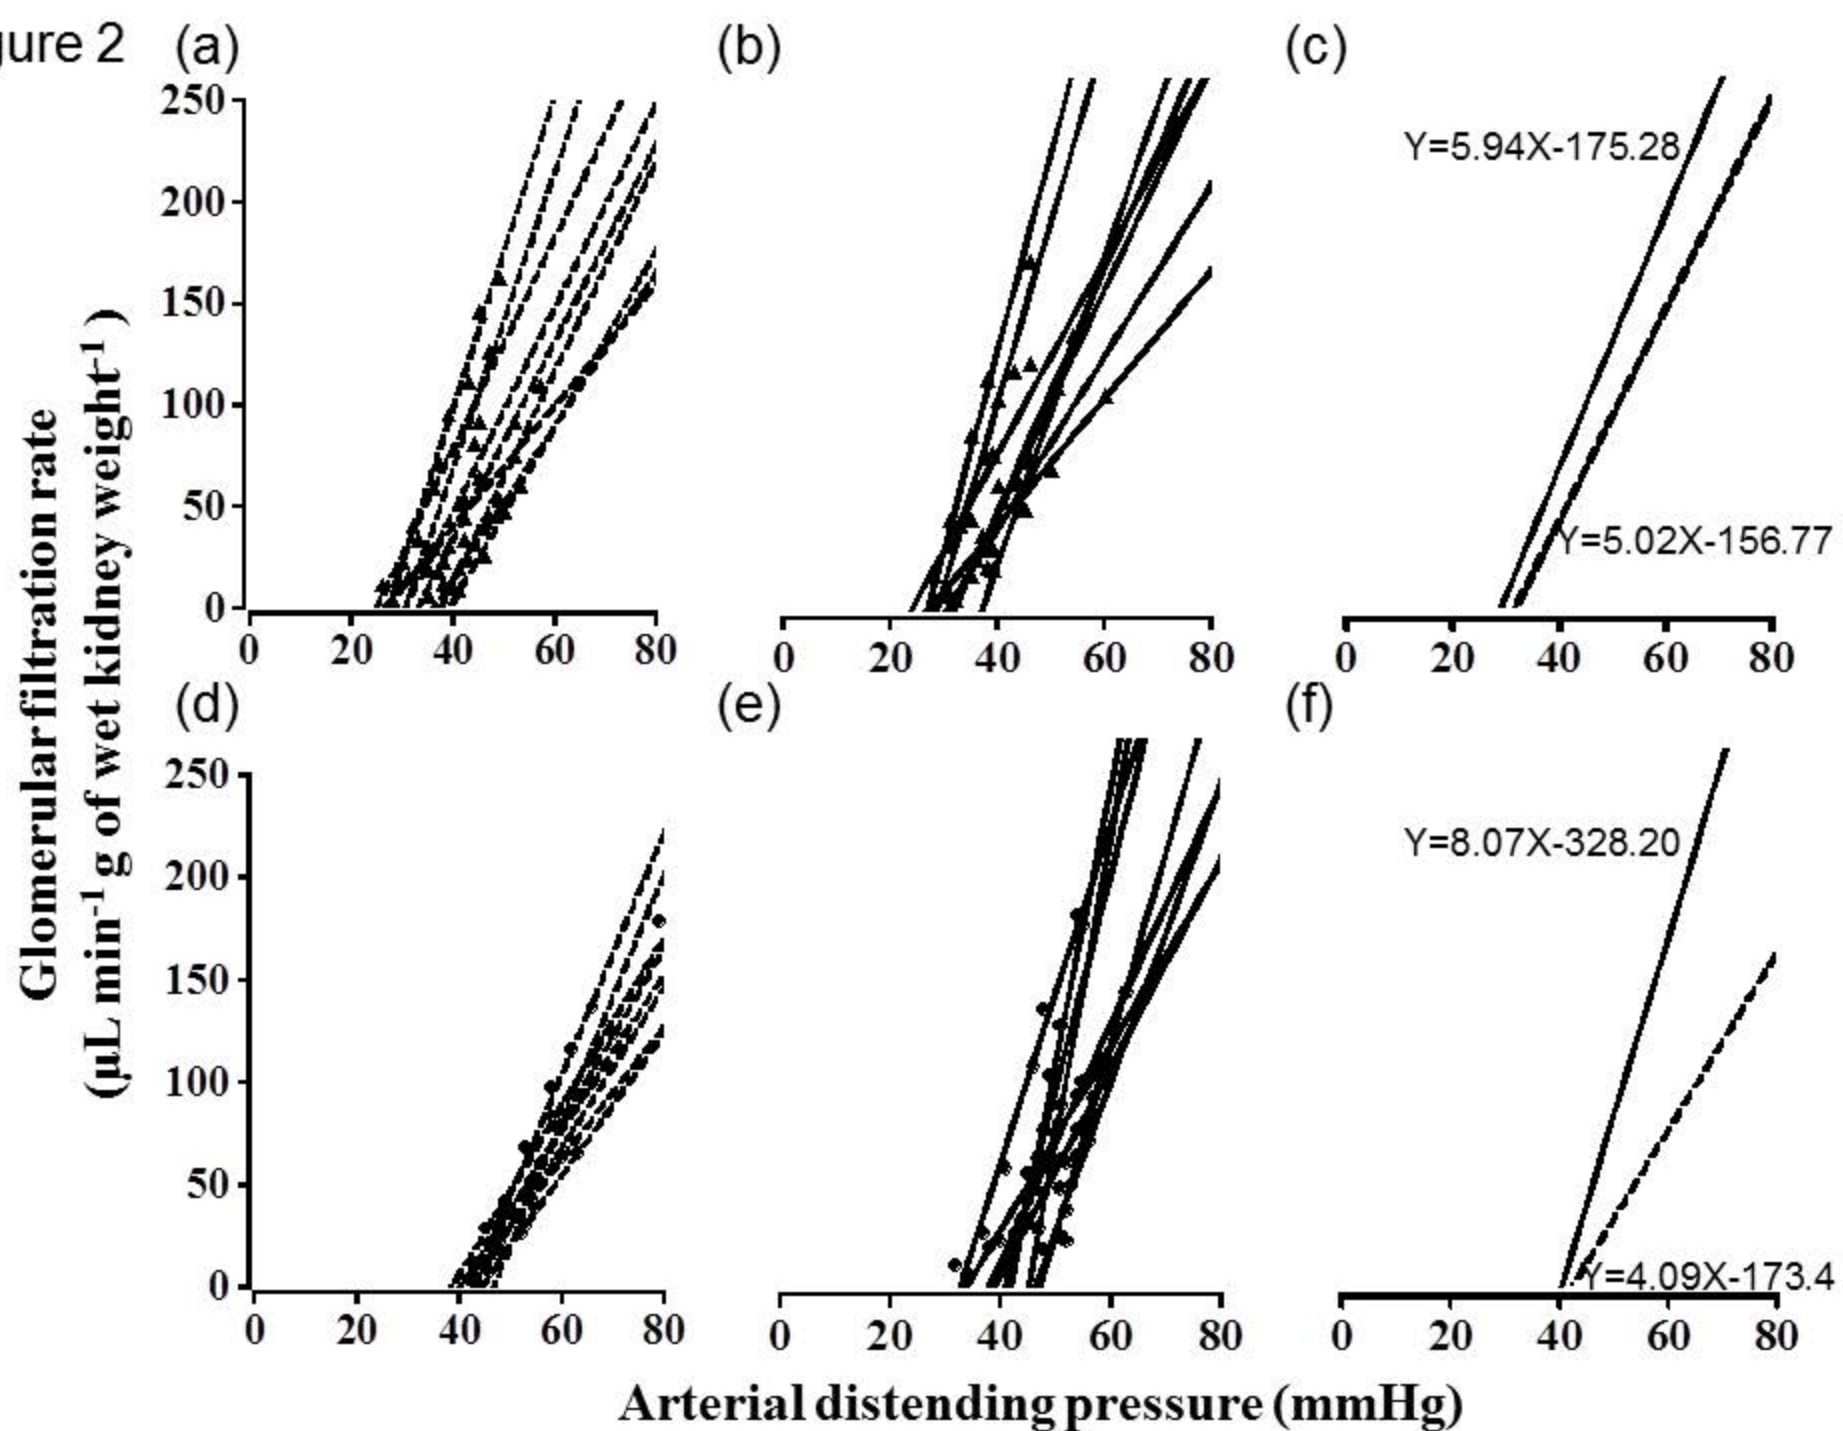 gure 2
(a)
(b)
(c)
250
200
150
100
50
0
0 20 40 60 80
0 20 40 60 80
0 20 40 60 80
Y=5.94X-175.28
Y=5.02X-156.77
(d)
(e)
(f)
250
200
150
100
50
0
0 20 40 60 80
0 20 40 60 80
0 20 40 60 80
Y=8.07X-328.20
Y=4.09X-173.4
Glomerular filtration rate
(µL min⁻¹ g of wet kidney weight⁻¹ )
Arterial distending pressure (mmHg)